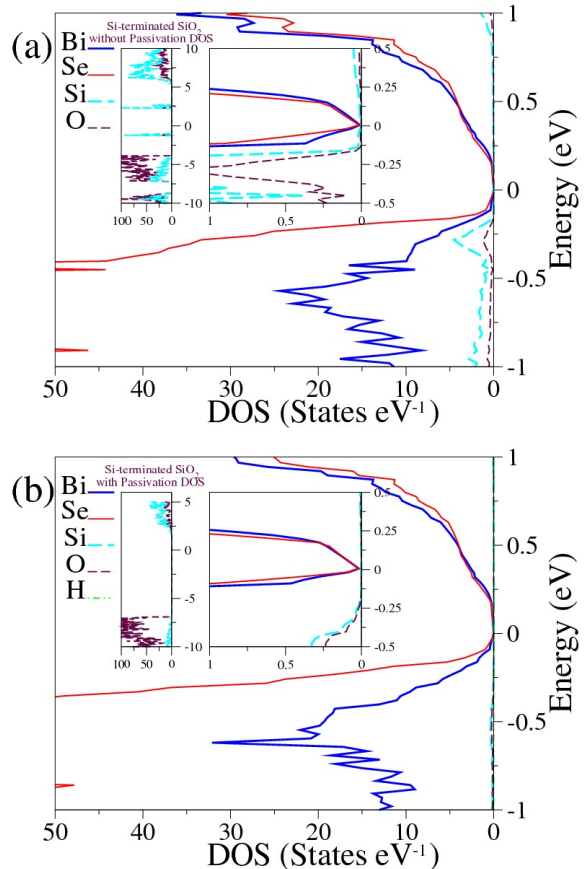 (a)
Bi
Se
Si
O
Si-terminated SiO₂
without Passivation DOS
10
5
0
-5
-10
100
50
0
0.5
0.25
0
-0.25
-0.5
1
0.5
0
1
0.5
0
-0.5
-1
Energy (eV)
50
40
30
20
10
0
DOS (States eV⁻¹)
(b)
Bi
Se
Si
O
H
Si-terminated SiO₂
with Passivation DOS
10
5
0
-5
-10
100
50
0
0.5
0.25
0
-0.25
-0.5
1
0.5
0
1
0.5
0
-0.5
-1
Energy (eV)
50
40
30
20
10
0
DOS (States eV⁻¹)